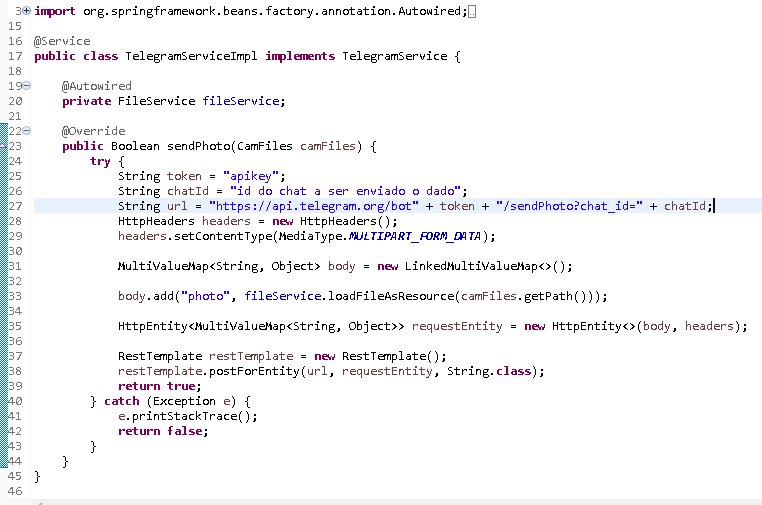 3 import org.springframework.beans.factory.annotation.Autowired;
15
16 @Service
17 public class TelegramServiceImpl implements TelegramService {
18
19 @Autowired
20 private FileService fileService;
21
22 @Override
23 public Boolean sendPhoto(CamFiles camFiles) {
24 try {
25 String token = "apikey";
26 String chatId = "id do chat a ser enviado o dado";
27 String url = "https://api.telegram.org/bot" + token + "/sendPhoto?chat_id=" + chatId;
28 HttpHeaders headers = new HttpHeaders();
29 headers.setContentType(MediaType.MULTIPART_FORM_DATA);
30
31 MultiValueMap<String, Object> body = new LinkedMultiValueMap<>();
32
33 body.add("photo", fileService.loadFileAsResource(camFiles.getPath()));
34
35 HttpEntity<MultiValueMap<String, Object>> requestEntity = new HttpEntity<>(body, headers);
36
37 RestTemplate restTemplate = new RestTemplate();
38 restTemplate.postForEntity(url, requestEntity, String.class);
39 return true;
40 } catch (Exception e) {
41 e.printStackTrace();
42 return false;
43 }
44 }
45 }
46